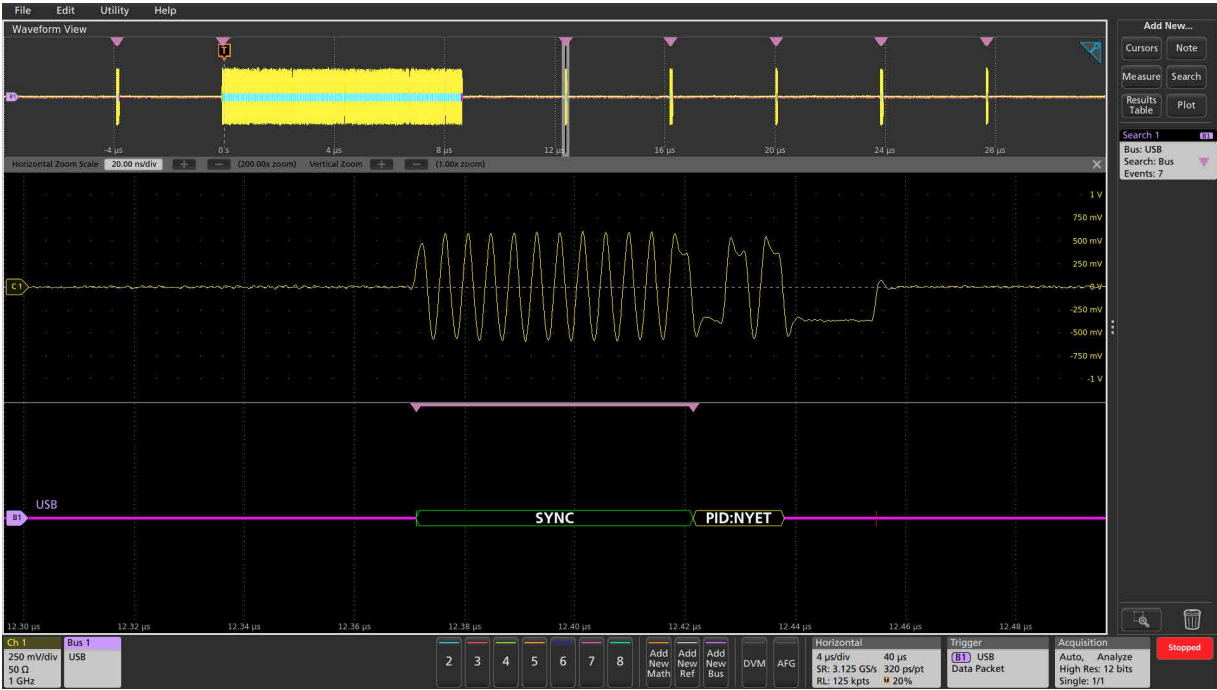 File Edit Utility Help
Waveform View
Add New...
Cursors Note
Measure Search
Results Table Plot
Search 1 B1
Bus: USB
Search: Bus
Events: 7
T
B1
-4 µs 0 s 4 µs 8 µs 12 µs 16 µs 20 µs 24 µs 28 µs
Horizontal Zoom Scale 20.00 ns/div + − (200.00x zoom) Vertical Zoom + − (1.00x zoom)
1 V
750 mV
500 mV
250 mV
C1
0 V
-250 mV
-500 mV
-750 mV
-1 V
USB
B1 SYNC PID:NYET
12.30 µs 12.32 µs 12.34 µs 12.36 µs 12.38 µs 12.40 µs 12.42 µs 12.44 µs 12.46 µs 12.48 µs
Ch 1
250 mV/div
50 Ω
1 GHz
Bus 1
USB
2 3 4 5 6 7 8
Add New Math
Add New Ref
Add New Bus
DVM AFG
Horizontal
4 µs/div 40 µs
SR: 3.125 GS/s 320 ps/pt
RL: 125 kpts T 20%
Trigger
B1 USB
Data Packet
Acquisition
Auto, Analyze
High Res: 12 bits
Single: 1/1
Stopped